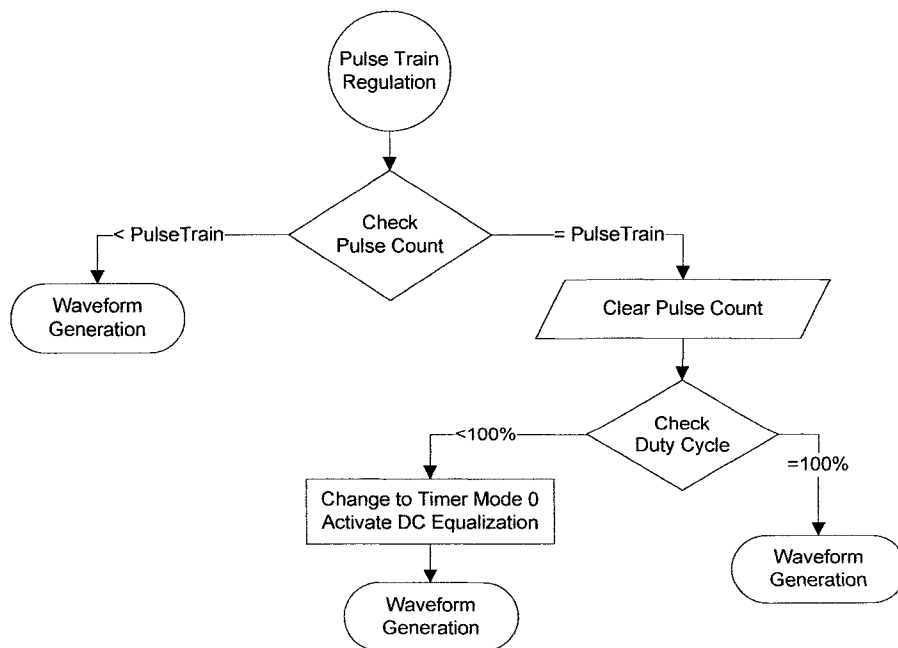 Pulse Train
Regulation
Check
Pulse Count
< PulseTrain
= PulseTrain
Waveform
Generation
Clear Pulse Count
Check
Duty Cycle
<100%
=100%
Change to Timer Mode 0
Activate DC Equalization
Waveform
Generation
Waveform
Generation